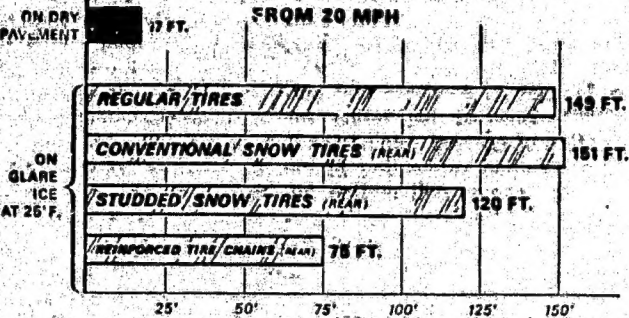 FROM 20 MPH
ON DRY
PAVEMENT
17 FT.
REGULAR TIRES
149 FT.
CONVENTIONAL SNOW TIRES (REAR)
151 FT.
ON
GLARE
ICE
AT 25°F.
STUDDED SNOW TIRES (REAR)
120 FT.
REINFORCED TIRE CHAINS (REAR)
75 FT.
25' 50' 75' 100' 125' 150'